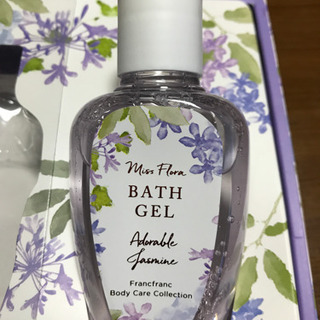 Miss Flora
BATH
GEL
Adorable
Jasmine
Francfranc
Body Care Collection